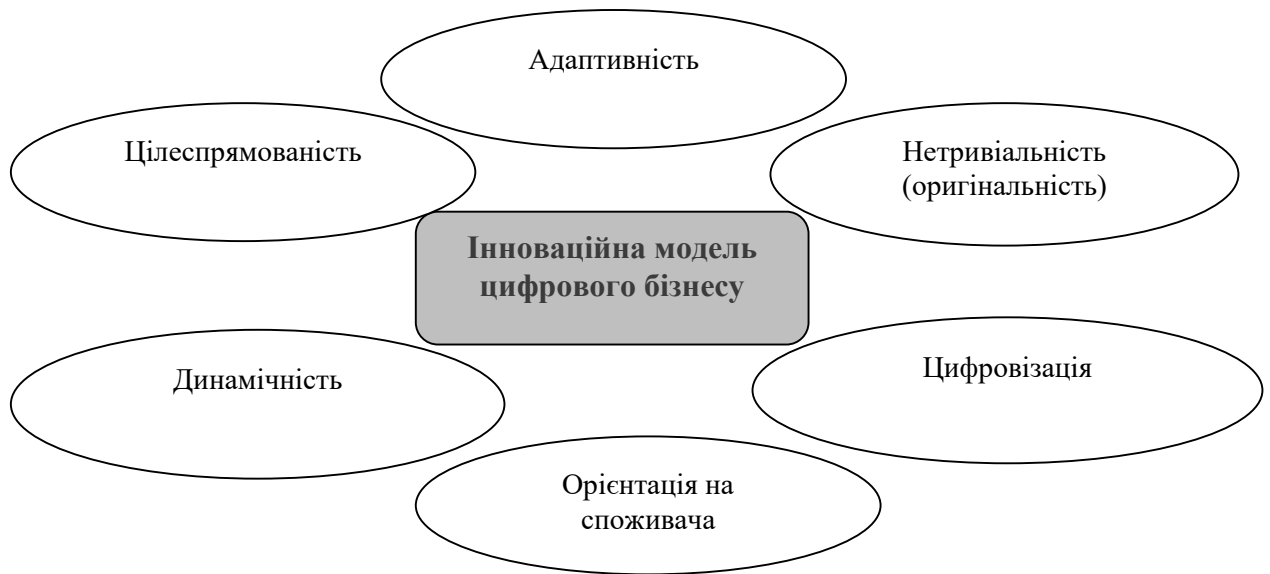 Адаптивність
Цілеспрямованість
Нетривіальність
(оригінальність)
Інноваційна модель
цифрового бізнесу
Динамічність
Цифровізація
Орієнтація на
споживача